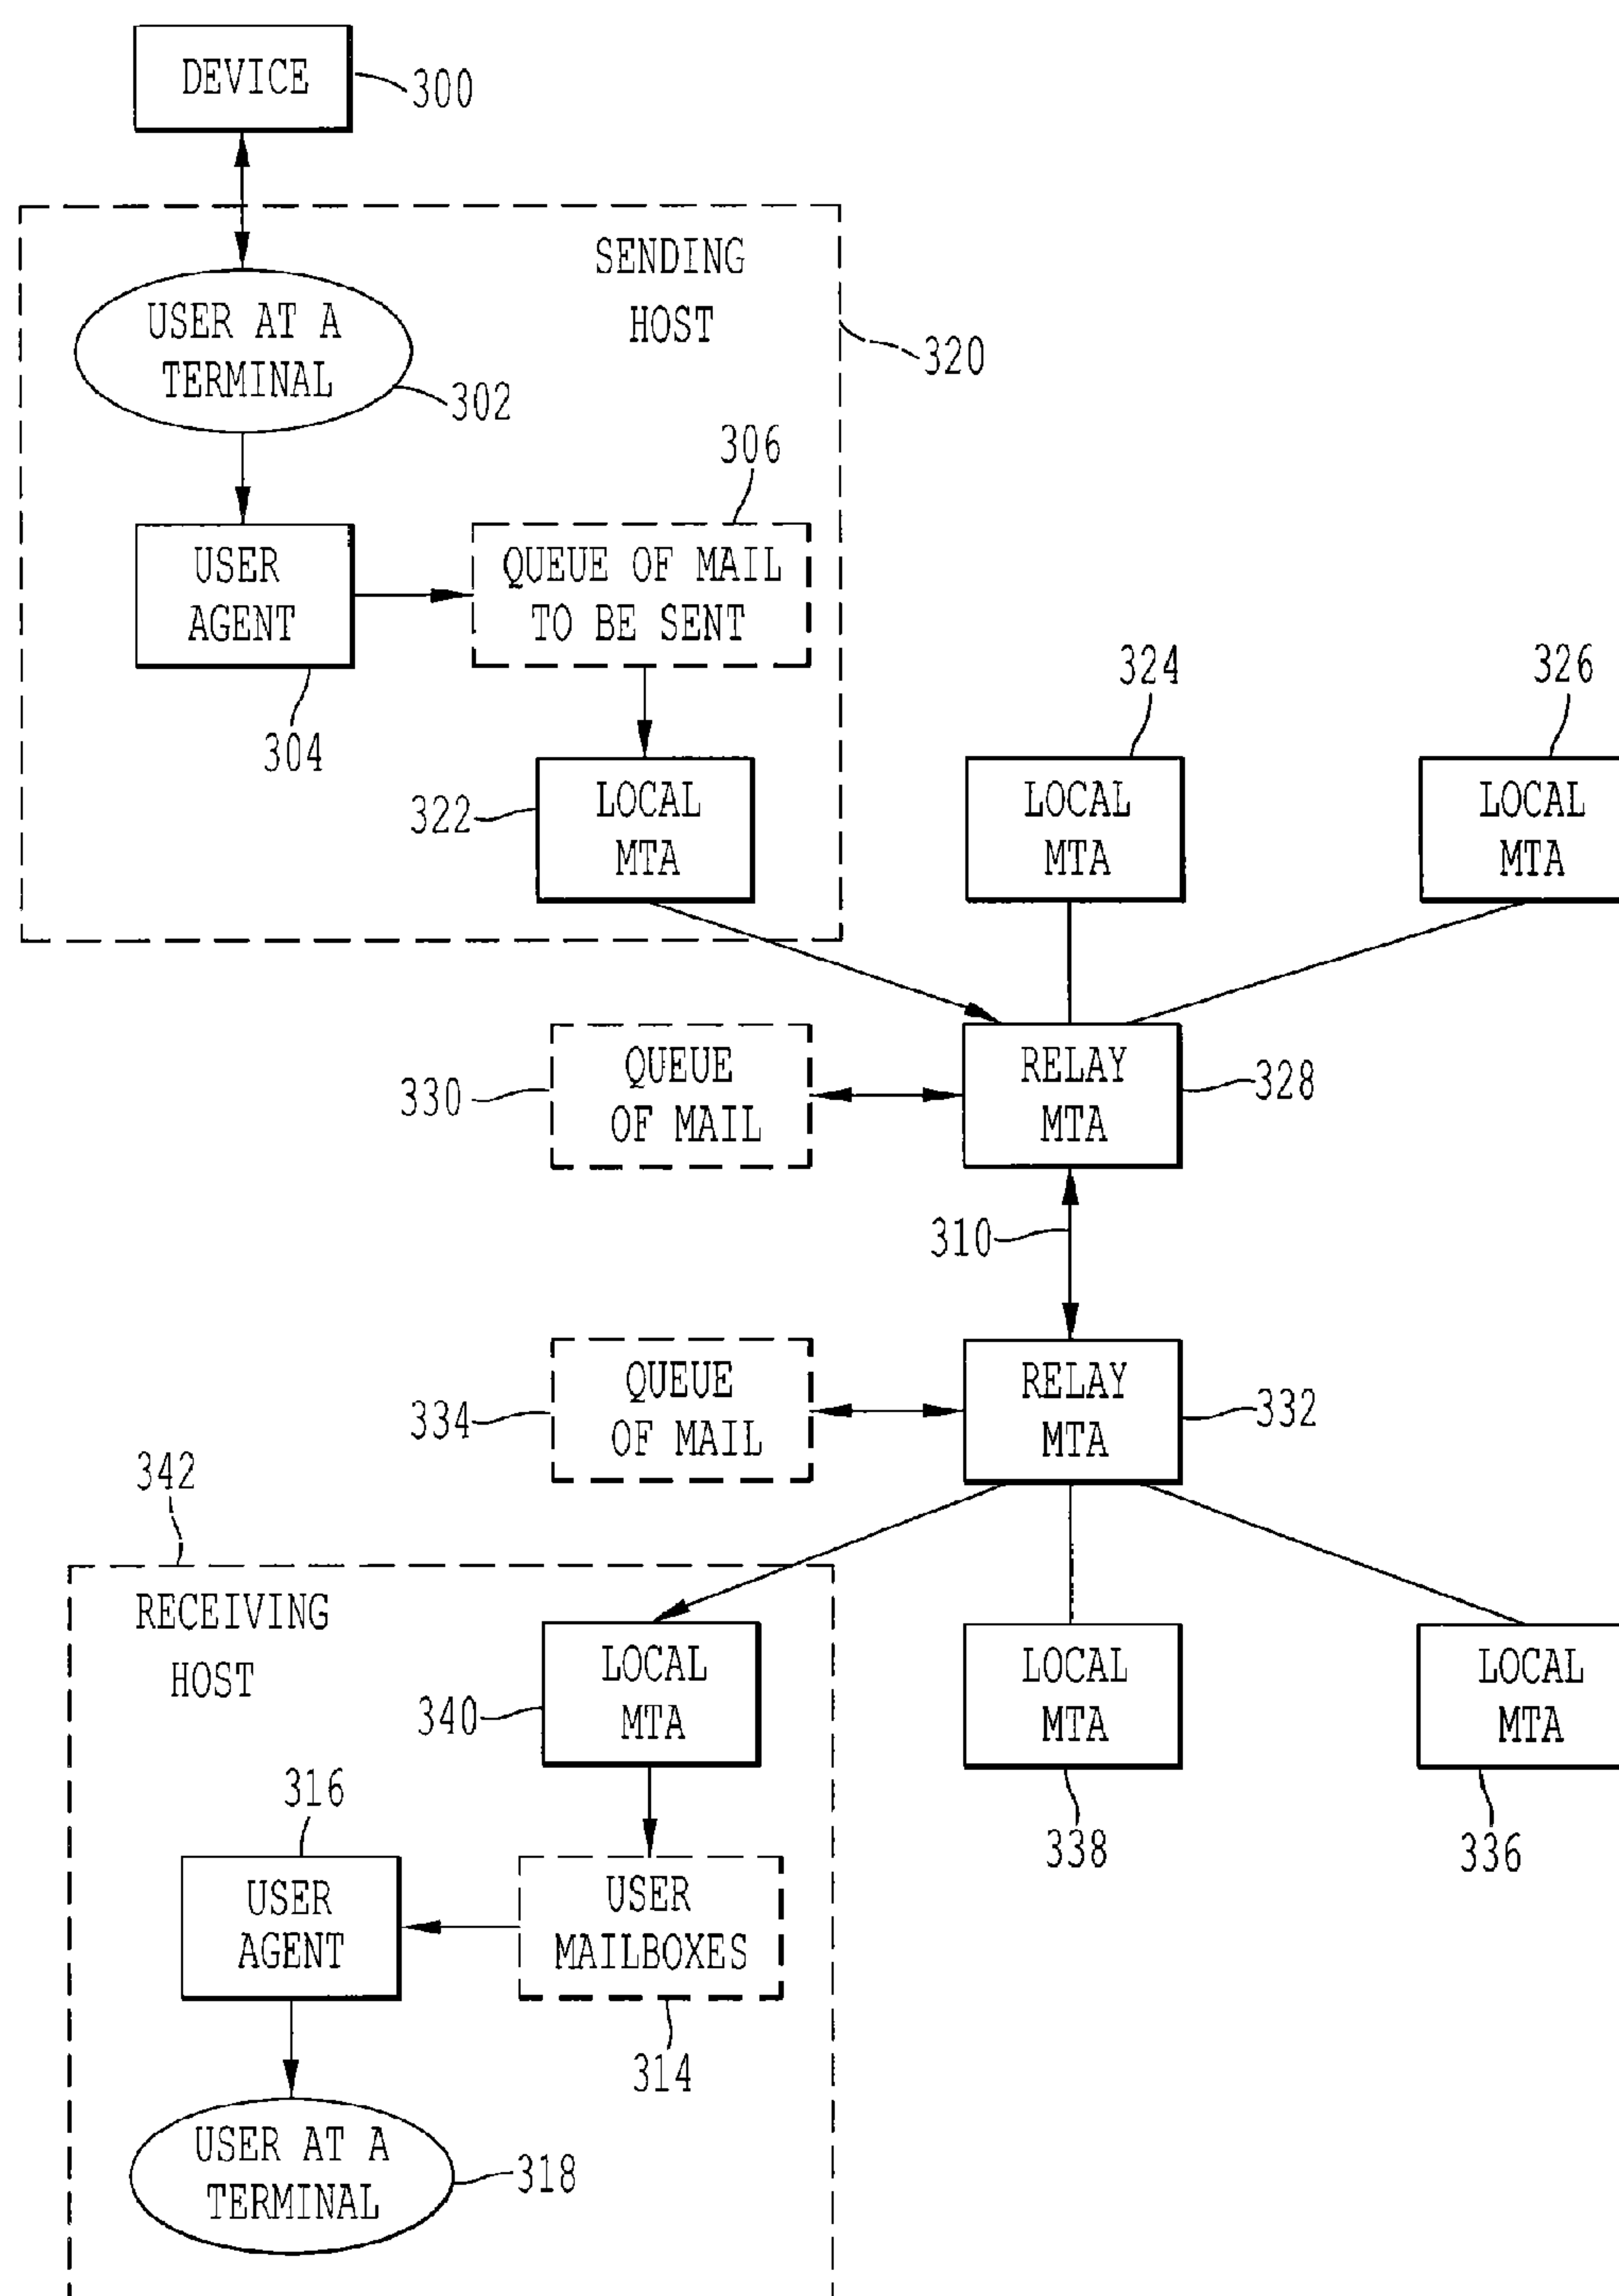 DEVICE
300
SENDING
HOST
320
USER AT A
TERMINAL
302
306
USER
AGENT
304
QUEUE OF MAIL
TO BE SENT
324
326
322
LOCAL
MTA
LOCAL
MTA
LOCAL
MTA
330
QUEUE
OF MAIL
RELAY
MTA
328
310
334
QUEUE
OF MAIL
RELAY
MTA
332
342
RECEIVING
HOST
340
LOCAL
MTA
LOCAL
MTA
338
LOCAL
MTA
336
316
USER
AGENT
USER
MAILBOXES
314
USER AT A
TERMINAL
318